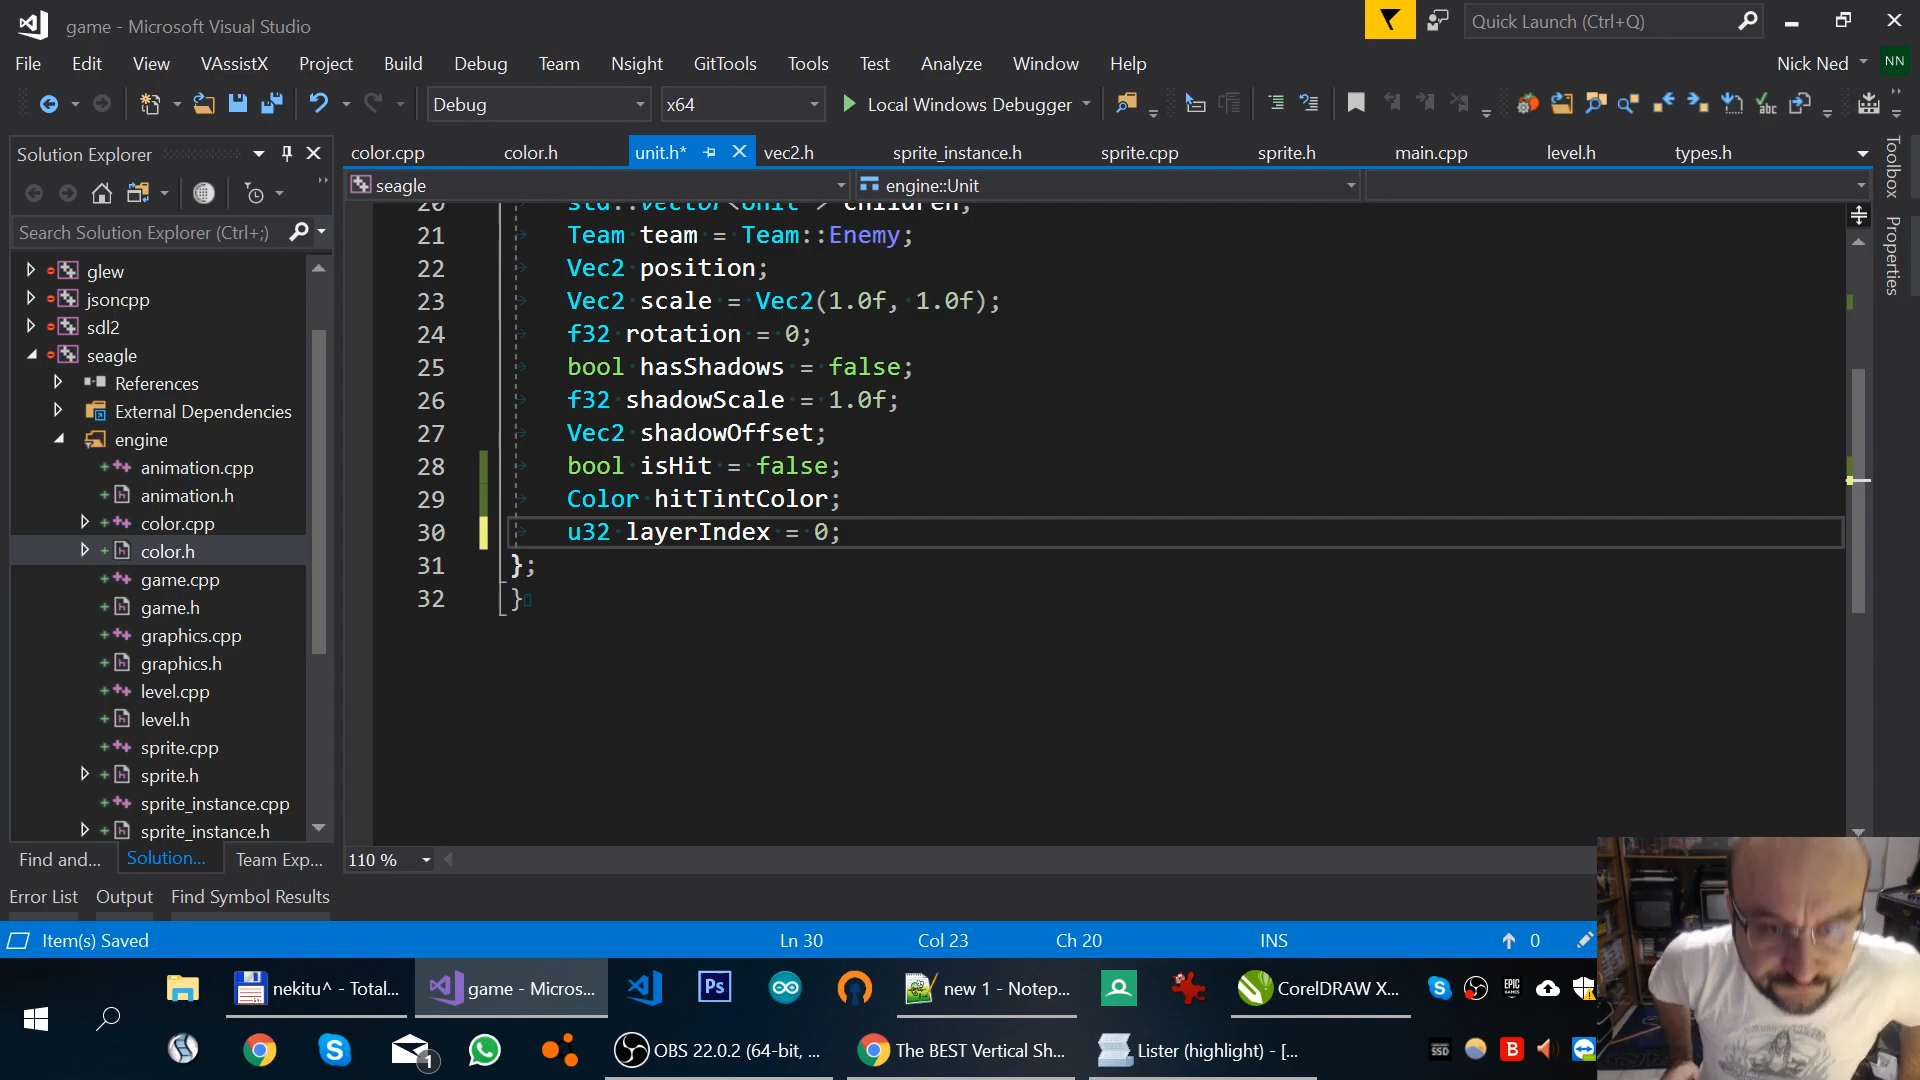 game - Microsoft Visual Studio
Quick Launch (Ctrl+Q)
File Edit View VAssistX Project Build Debug Team Nsight GitTools Tools Test Analyze Window Help
Nick Ned NN
Debug x64 Local Windows Debugger
Solution Explorer
color.cpp color.h unit.h* vec2.h sprite_instance.h sprite.cpp sprite.h main.cpp level.h types.h
seagle engine::Unit
Toolbox
Properties
Search Solution Explorer (Ctrl+;)
glew
jsoncpp
sdl2
seagle
References
External Dependencies
engine
animation.cpp
animation.h
color.cpp
color.h
game.cpp
game.h
graphics.cpp
graphics.h
level.cpp
level.h
sprite.cpp
sprite.h
sprite_instance.cpp
sprite_instance.h
21 Team team = Team::Enemy;
22 Vec2 position;
23 Vec2 scale = Vec2(1.0f, 1.0f);
24 f32 rotation = 0;
25 bool hasShadows = false;
26 f32 shadowScale = 1.0f;
27 Vec2 shadowOffset;
28 bool isHit = false;
29 Color hitTintColor;
30 u32 layerIndex = 0;
31 };
32 }
Find and... Solution... Team Exp...
110 %
Error List Output Find Symbol Results
Item(s) Saved Ln 30 Col 23 Ch 20 INS 0
nekitu^ - Total... game - Micros... Ps new 1 - Notep... CorelDRAW X... EPIC GAMES
1 OBS 22.0.2 (64-bit, ... The BEST Vertical Sh... Lister (highlight) - [... SSD B